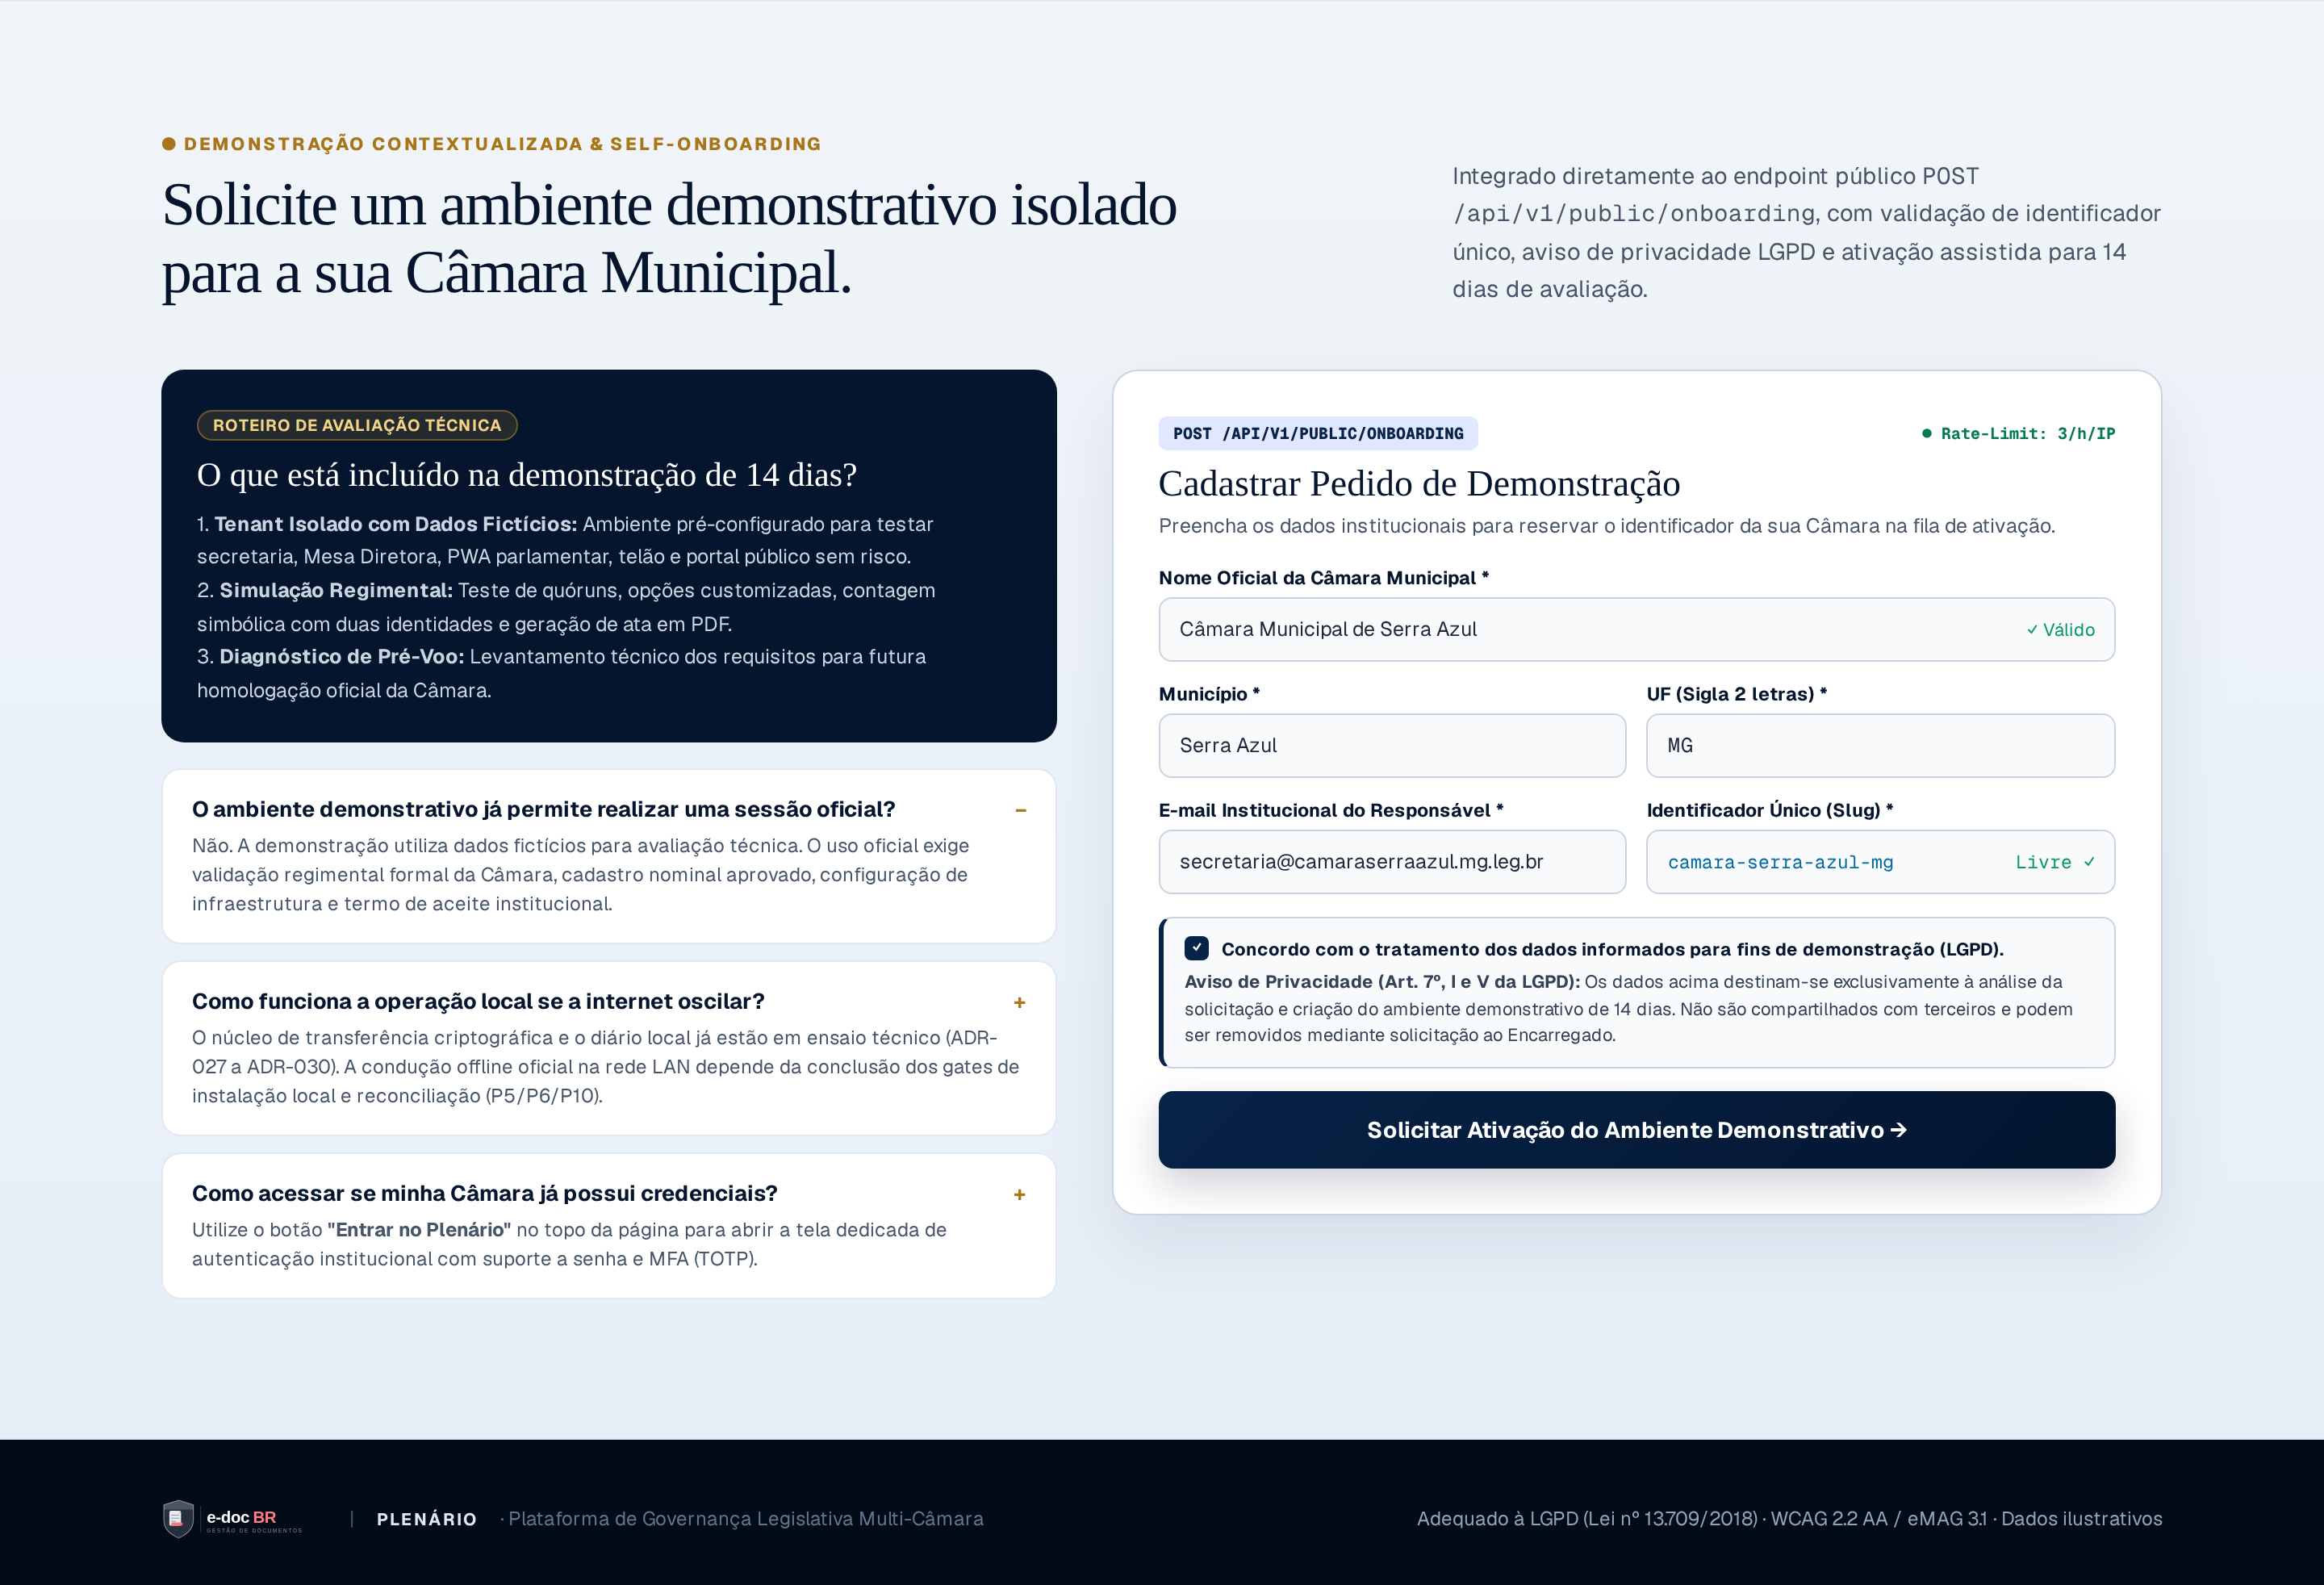 DEMONSTRAÇÃO CONTEXTUALIZADA & SELF-ONBOARDING
Solicite um ambiente demonstrativo isolado
para a sua Câmara Municipal.
Integrado diretamente ao endpoint público POST
/api/v1/public/onboarding, com validação de identificador
único, aviso de privacidade LGPD e ativação assistida para 14
dias de avaliação.
ROTEIRO DE AVALIAÇÃO TÉCNICA
O que está incluído na demonstração de 14 dias?
1. Tenant Isolado com Dados Fictícios: Ambiente pré-configurado para testar
secretaria, Mesa Diretora, PWA parlamentar, telão e portal público sem risco.
2. Simulação Regimental: Teste de quóruns, opções customizadas, contagem
simbólica com duas identidades e geração de ata em PDF.
3. Diagnóstico de Pré-Voo: Levantamento técnico dos requisitos para futura
homologação oficial da Câmara.
O ambiente demonstrativo já permite realizar uma sessão oficial? −
Não. A demonstração utiliza dados fictícios para avaliação técnica. O uso oficial exige
validação regimental formal da Câmara, cadastro nominal aprovado, configuração de
infraestrutura e termo de aceite institucional.
Como funciona a operação local se a internet oscilar? +
O núcleo de transferência criptográfica e o diário local já estão em ensaio técnico (ADR-
027 a ADR-030). A condução offline oficial na rede LAN depende da conclusão dos gates de
instalação local e reconciliação (P5/P6/P10).
Como acessar se minha Câmara já possui credenciais? +
Utilize o botão "Entrar no Plenário" no topo da página para abrir a tela dedicada de
autenticação institucional com suporte a senha e MFA (TOTP).
POST /API/V1/PUBLIC/ONBOARDING
● Rate-Limit: 3/h/IP
Cadastrar Pedido de Demonstração
Preencha os dados institucionais para reservar o identificador da sua Câmara na fila de ativação.
Nome Oficial da Câmara Municipal *
Câmara Municipal de Serra Azul ✓ Válido
Município *
Serra Azul
UF (Sigla 2 letras) *
MG
E-mail Institucional do Responsável *
secretaria@camaraserraazul.mg.leg.br
Identificador Único (Slug) *
camara-serra-azul-mg Livre ✓
Concordo com o tratamento dos dados informados para fins de demonstração (LGPD).
Aviso de Privacidade (Art. 7º, I e V da LGPD): Os dados acima destinam-se exclusivamente à análise da
solicitação e criação do ambiente demonstrativo de 14 dias. Não são compartilhados com terceiros e podem
ser removidos mediante solicitação ao Encarregado.
Solicitar Ativação do Ambiente Demonstrativo →
e-doc BR
GESTÃO DE DOCUMENTOS
| PLENÁRIO · Plataforma de Governança Legislativa Multi-Câmara
Adequado à LGPD (Lei nº 13.709/2018) · WCAG 2.2 AA / eMAG 3.1 · Dados ilustrativos